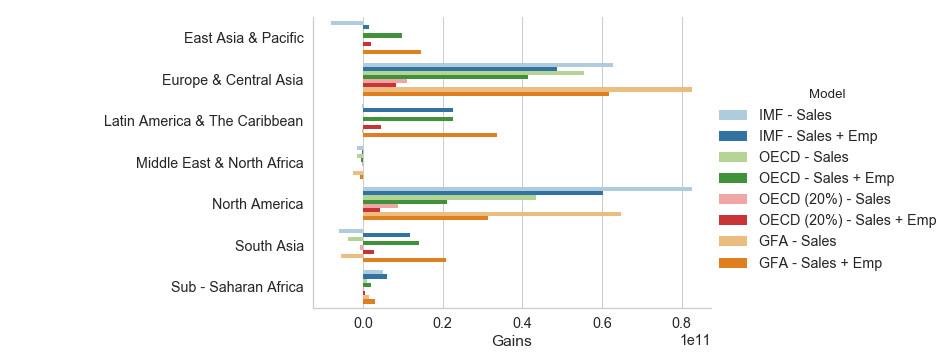 East Asia & Pacific
Europe & Central Asia
Latin America & The Caribbean
Middle East & North Africa
North America
South Asia
Sub - Saharan Africa
0.0 0.2 0.4 0.6 0.8
1e11
Gains
Model
IMF - Sales
IMF - Sales + Emp
OECD - Sales
OECD - Sales + Emp
OECD (20%) - Sales
OECD (20%) - Sales + Emp
GFA - Sales
GFA - Sales + Emp